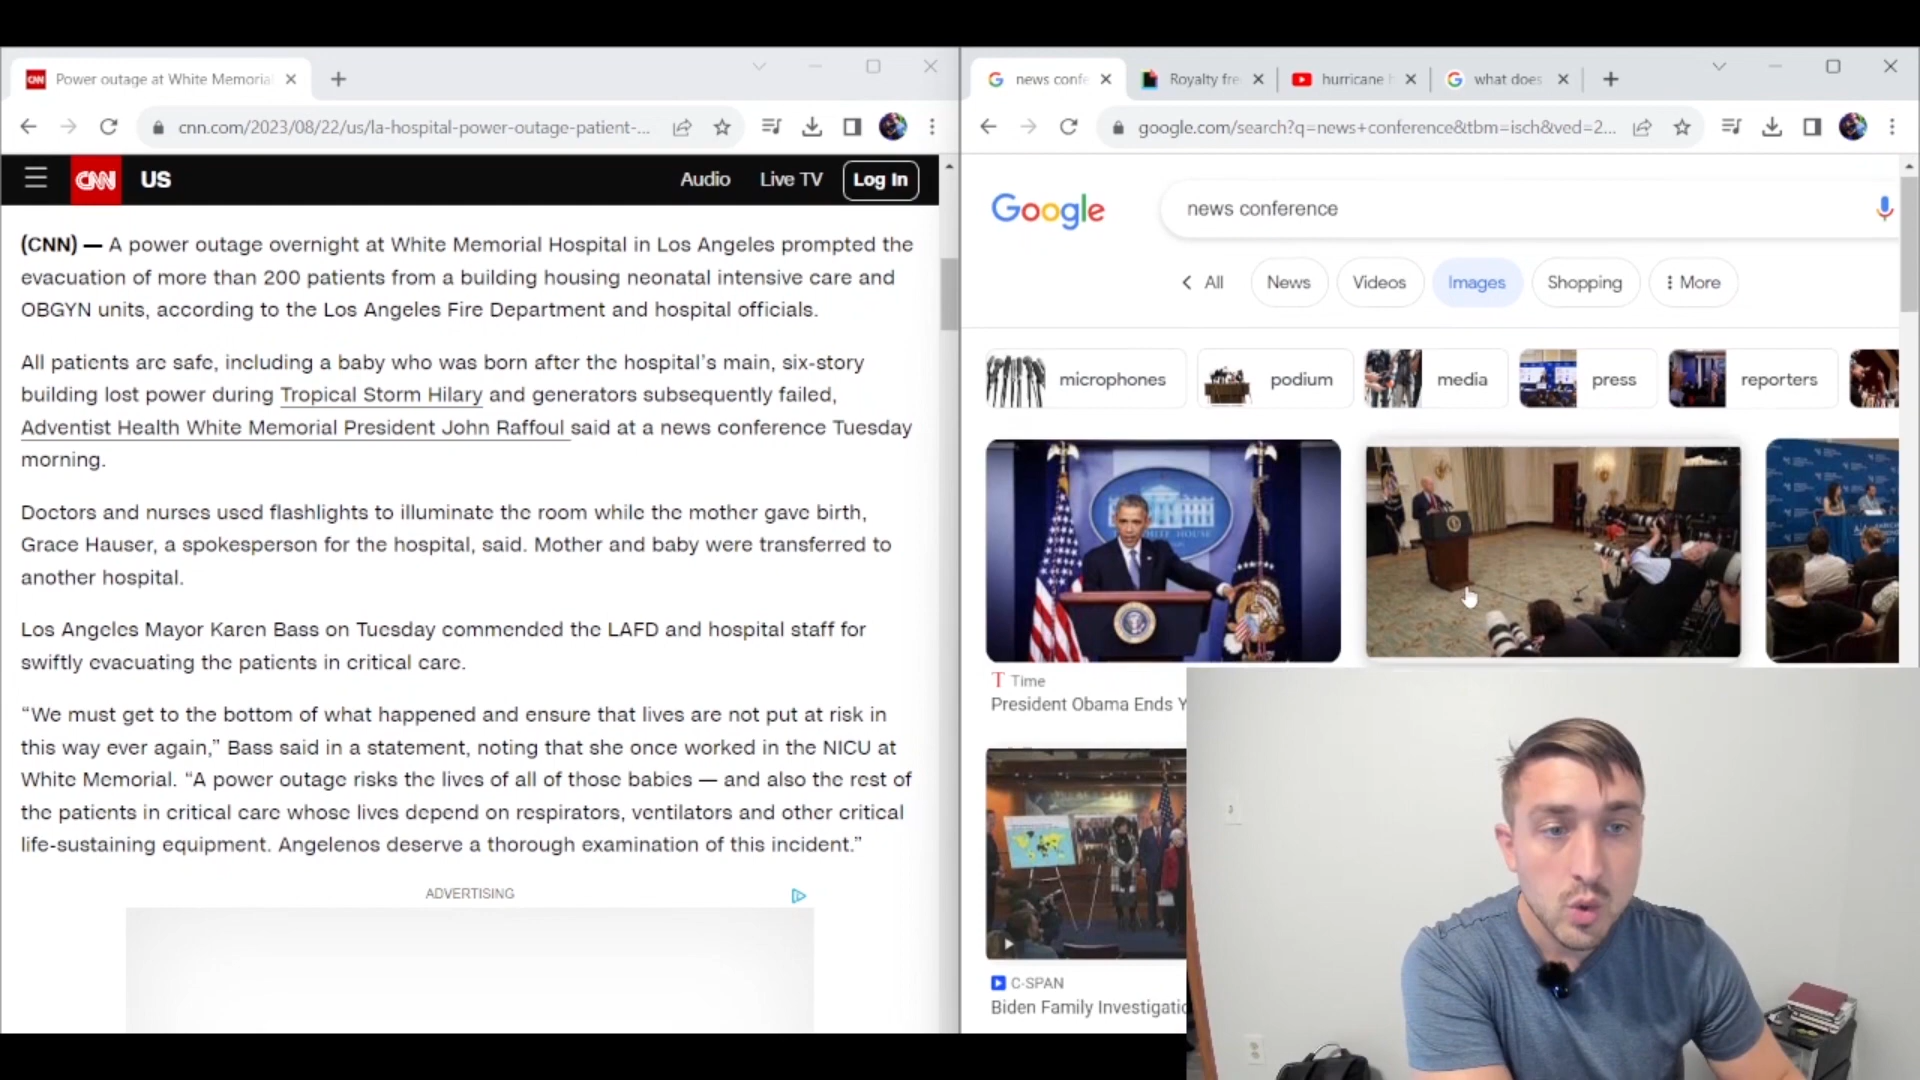 CNN Power outage at White Memorial
cnn.com/2023/08/22/us/la-hospital-power-outage-patient-...
CNN US Audio Live TV Log In
(CNN) — A power outage overnight at White Memorial Hospital in Los Angeles prompted the
evacuation of more than 200 patients from a building housing neonatal intensive care and
OBGYN units, according to the Los Angeles Fire Department and hospital officials.
All patients are safe, including a baby who was born after the hospital's main, six-story
building lost power during Tropical Storm Hilary and generators subsequently failed,
Adventist Health White Memorial President John Raffoul said at a news conference Tuesday
morning.
Doctors and nurses used flashlights to illuminate the room while the mother gave birth,
Grace Hauser, a spokesperson for the hospital, said. Mother and baby were transferred to
another hospital.
Los Angeles Mayor Karen Bass on Tuesday commended the LAFD and hospital staff for
swiftly evacuating the patients in critical care.
“We must get to the bottom of what happened and ensure that lives are not put at risk in
this way ever again,” Bass said in a statement, noting that she once worked in the NICU at
White Memorial. “A power outage risks the lives of all of those babies — and also the rest of
the patients in critical care whose lives depend on respirators, ventilators and other critical
life-sustaining equipment. Angelenos deserve a thorough examination of this incident.”
ADVERTISING
news confe Royalty fre hurricane h what does
google.com/search?q=news+conference&tbm=isch&ved=2...
Google news conference
All News Videos Images Shopping More
microphones podium media press reporters
T Time
President Obama Ends Y
C-SPAN
Biden Family Investigatio